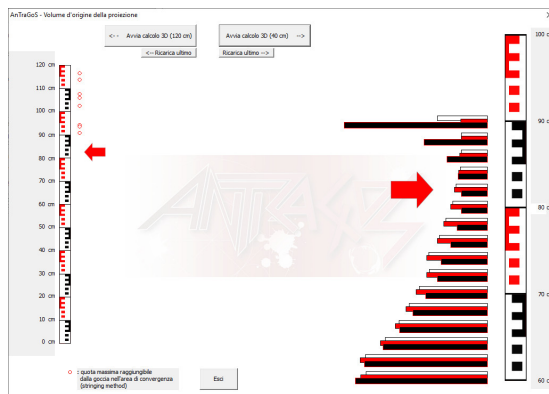 AnTraGoS - Volume d'origine della proiezione
<-- Avvia calcolo 3D (120 cm)
Avvia calcolo 3D (40 cm) -->
<-- Ricarica ultimo
Ricarica ultimo -->
120 cm
110 cm
100 cm
90 cm
80 cm
70 cm
60 cm
50 cm
40 cm
30 cm
20 cm
10 cm
0 cm
100 c
90 c
80 c
70 c
60 c
ANTRAGOS
: quota massima raggiungibile
dalla goccia nell'area di convergenza
(stringing method)
Esci